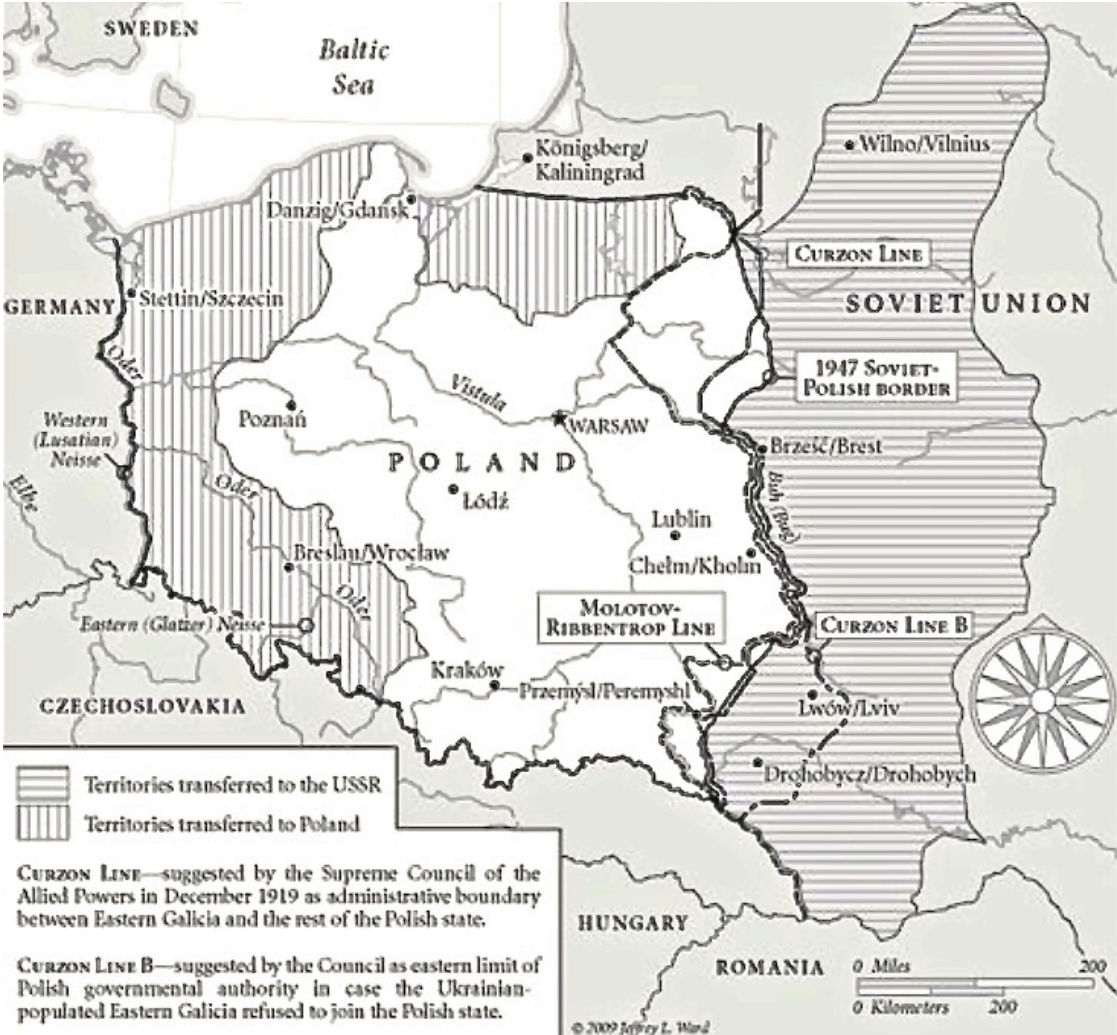 SWEDEN
Baltic
Sea
Königsberg/
Kaliningrad
Wilno/Vilnius
Danzig/Gdańsk
CURZON LINE
GERMANY
Stettin/Szczecin
SOVIET UNION
Oder
1947 SOVIET-
POLISH BORDER
Vistula
Poznań
WARSAW
Western
(Lusatian)
Neisse
POLAND
Brześć/Brest
Elbe
Oder
Łódź
Buh (Bug)
Lublin
Breslau/Wrocław
Chełm/Kholin
Oder
MOLOTOV-
RIBBENTROP LINE
Eastern (Glatzer) Neisse
CURZON LINE B
Kraków
Przemyśl/Peremyshl
CZECHOSLOVAKIA
Lwów/Lviv
Drohobycz/Drohobych
Territories transferred to the USSR
Territories transferred to Poland
CURZON LINE—suggested by the Supreme Council of the
Allied Powers in December 1919 as administrative boundary
between Eastern Galicia and the rest of the Polish state.
HUNGARY
CURZON LINE B—suggested by the Council as eastern limit of
Polish governmental authority in case the Ukrainian-
populated Eastern Galicia refused to join the Polish state.
ROMANIA
0 Miles 200
0 Kilometers 200
© 2009 Jeffrey L. Ward